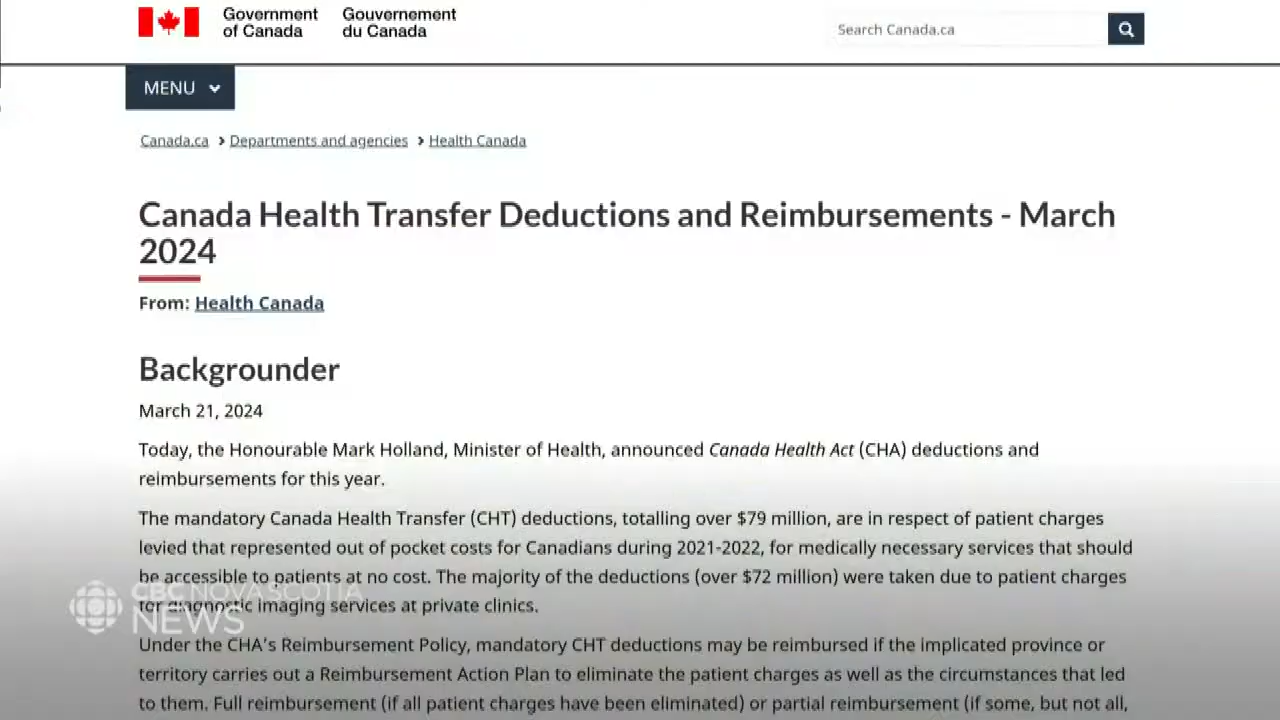 Government of Canada
Gouvernement du Canada
Search Canada.ca
MENU
Canada.ca > Departments and agencies > Health Canada
Canada Health Transfer Deductions and Reimbursements - March
2024
From: Health Canada
Backgrounder
March 21, 2024
Today, the Honourable Mark Holland, Minister of Health, announced Canada Health Act (CHA) deductions and
reimbursements for this year.
The mandatory Canada Health Transfer (CHT) deductions, totalling over $79 million, are in respect of patient charges
levied that represented out of pocket costs for Canadians during 2021-2022, for medically necessary services that should
be accessible to patients at no cost. The majority of the deductions (over $72 million) were taken due to patient charges
for diagnostic imaging services at private clinics.
CBC NOVA SCOTIA
NEWS
Under the CHA's Reimbursement Policy, mandatory CHT deductions may be reimbursed if the implicated province or
territory carries out a Reimbursement Action Plan to eliminate the patient charges as well as the circumstances that led
to them. Full reimbursement (if all patient charges have been eliminated) or partial reimbursement (if some, but not all,